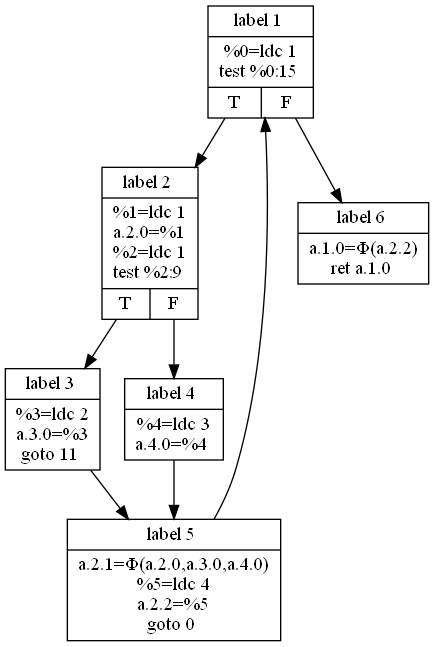 label 1
%0=ldc 1
test %0:15
T F
label 2
%1=ldc 1
a.2.0=%1
%2=ldc 1
test %2:9
T F
label 6
a.1.0=Φ(a.2.2)
ret a.1.0
label 3
%3=ldc 2
a.3.0=%3
goto 11
label 4
%4=ldc 3
a.4.0=%4
label 5
a.2.1=Φ(a.2.0,a.3.0,a.4.0)
%5=ldc 4
a.2.2=%5
goto 0